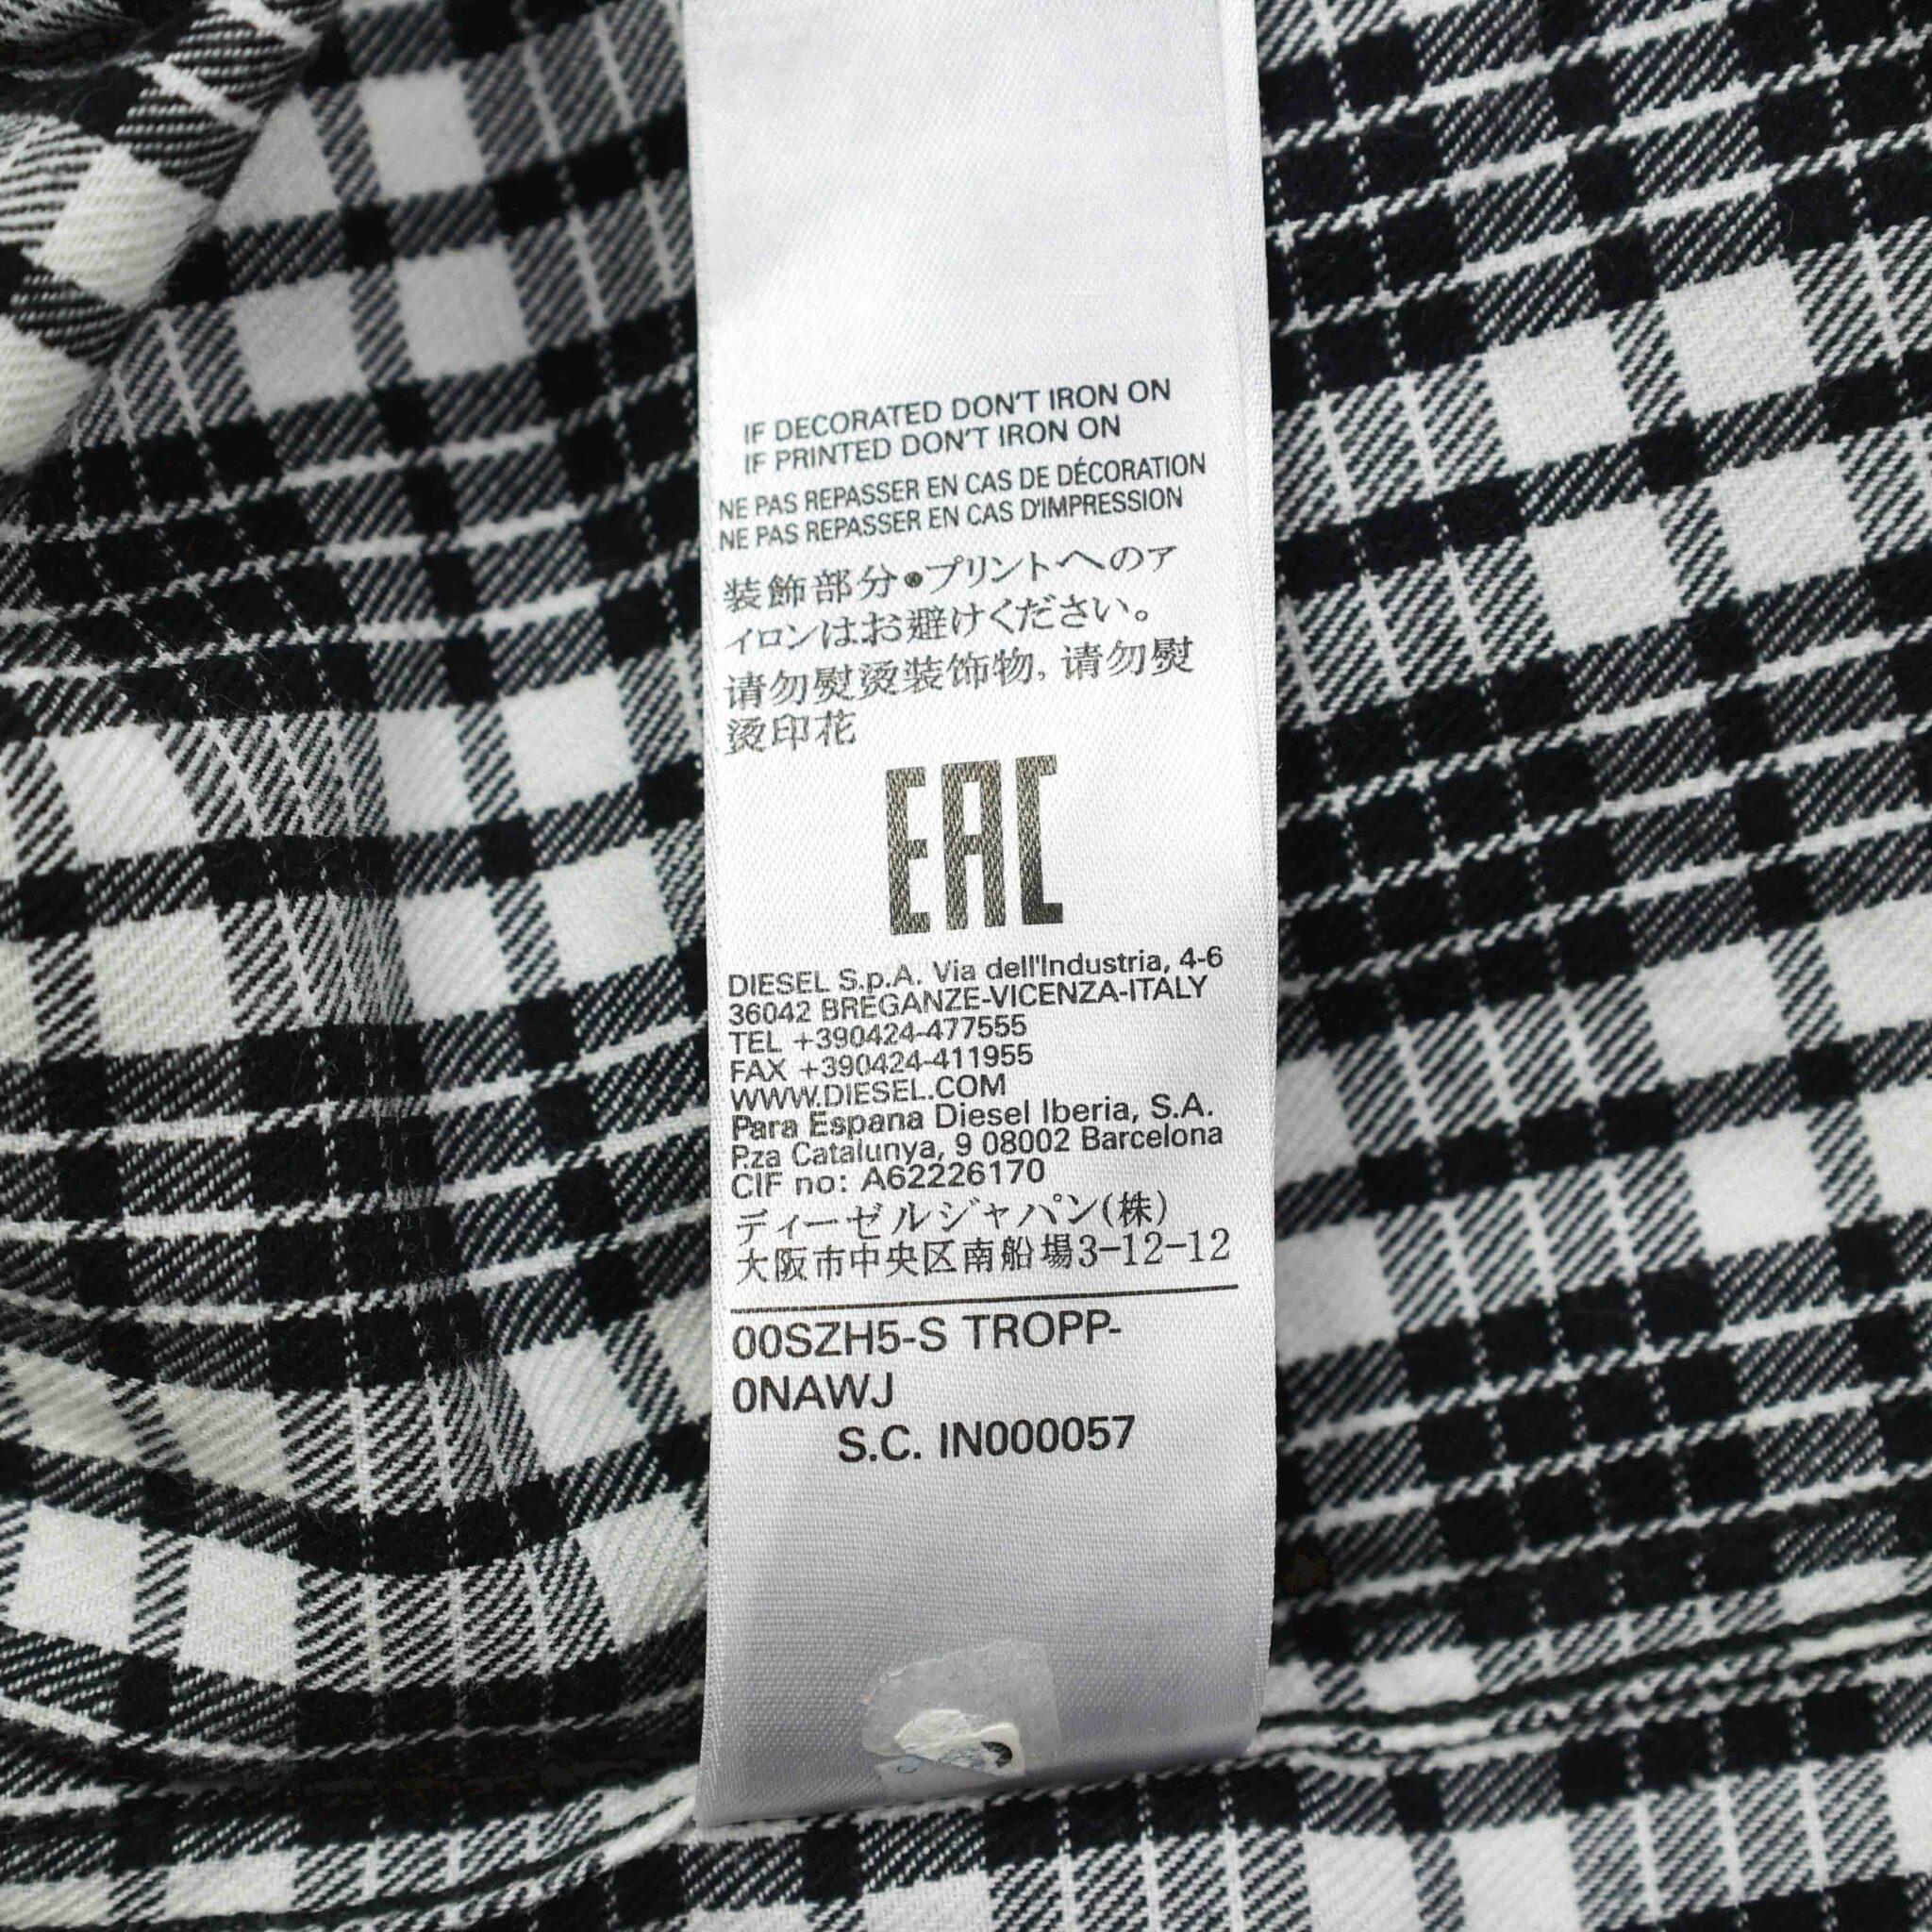 IF DECORATED DON'T IRON ON
IF PRINTED DON'T IRON ON
NE PAS REPASSER EN CAS DE DÉCORATION
NE PAS REPASSER EN CAS D'IMPRESSION
装飾部分●プリントへのア
イロンはお避けください。
请勿熨烫装饰物,请勿熨
烫印花
EAC
DIESEL S.p.A. Via dell'Industria, 4-6
36042 BREGANZE-VICENZA-ITALY
TEL +390424-477555
FAX +390424-411955
WWW.DIESEL.COM
Para Espana Diesel Iberia, S.A.
P.za Catalunya, 9 08002 Barcelona
CIF no: A62226170
ディーゼルジャパン(株)
大阪市中央区南船場3-12-12
00SZH5-S TROPP-
0NAWJ
S.C. IN000057